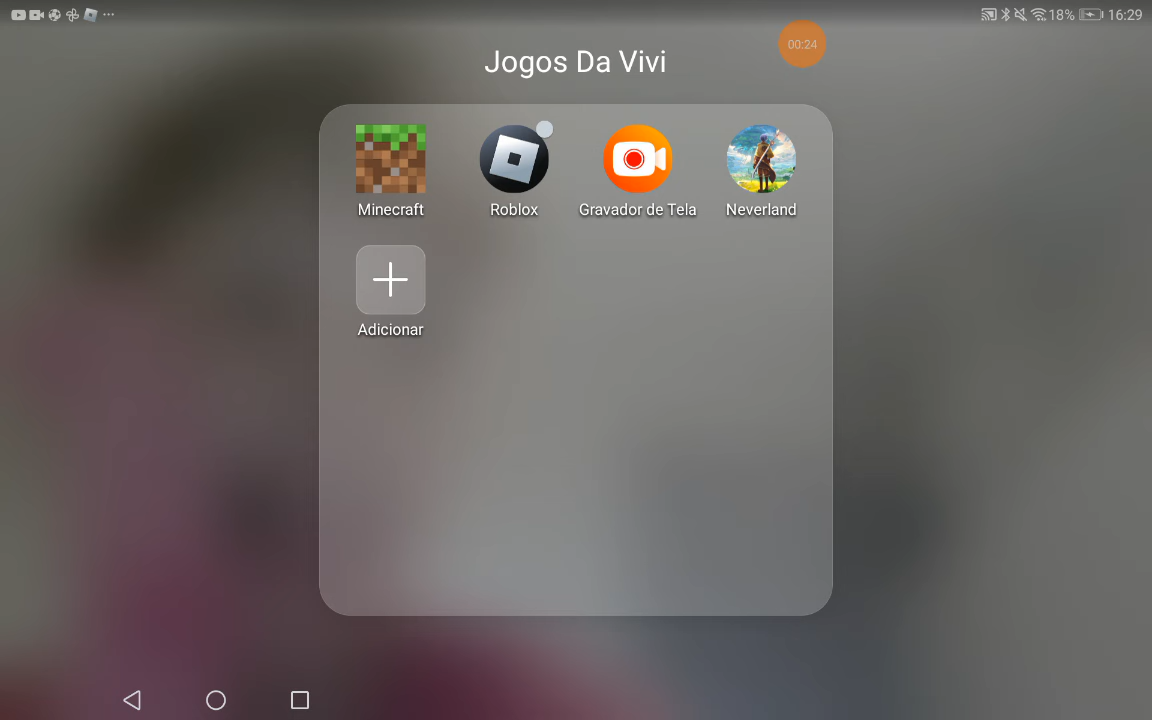 18% 16:29
00:24
Jogos Da Vivi
Minecraft Roblox Gravador de Tela Neverland
Adicionar